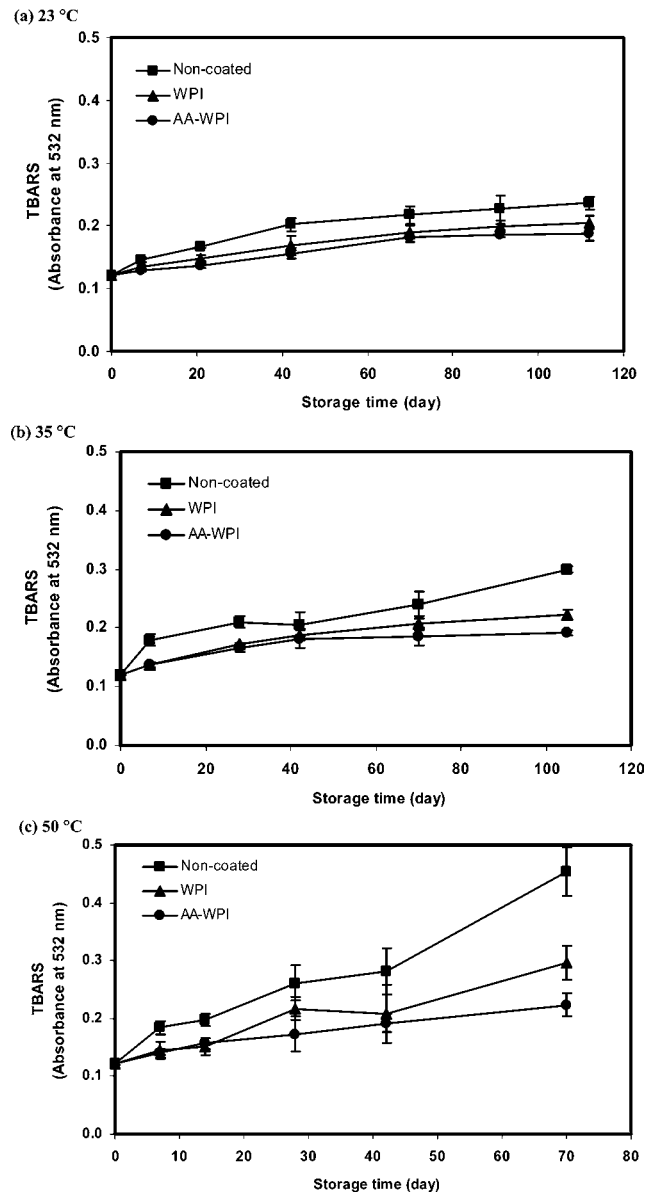 (a) 23 °C
0.5
0.4
0.3
0.2
0.1
0.0
TBARS
(Absorbance at 532 nm)
Non-coated
WPI
AA-WPI
0 20 40 60 80 100 120
Storage time (day)
(b) 35 °C
0.5
0.4
0.3
0.2
0.1
0.0
TBARS
(Absorbance at 532 nm)
Non-coated
WPI
AA-WPI
0 20 40 60 80 100 120
Storage time (day)
(c) 50 °C
0.5
0.4
0.3
0.2
0.1
0.0
TBARS
(Absorbance at 532 nm)
Non-coated
WPI
AA-WPI
0 10 20 30 40 50 60 70 80
Storage time (day)